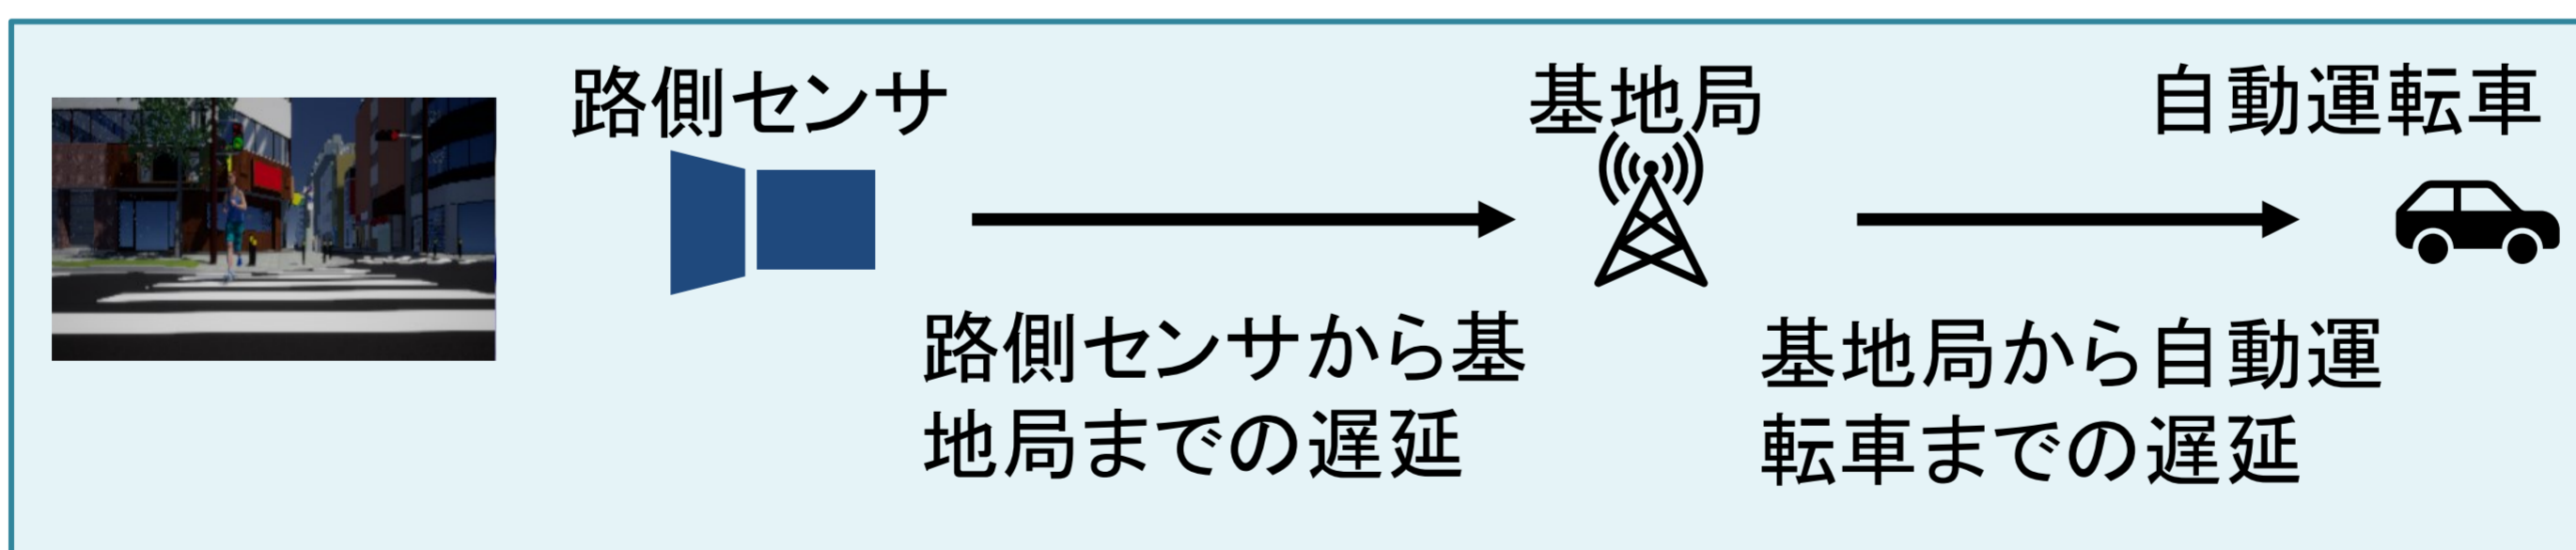 路側センサ
基地局
自動運転車
路側センサから基
地局までの遅延
基地局から自動運
転車までの遅延